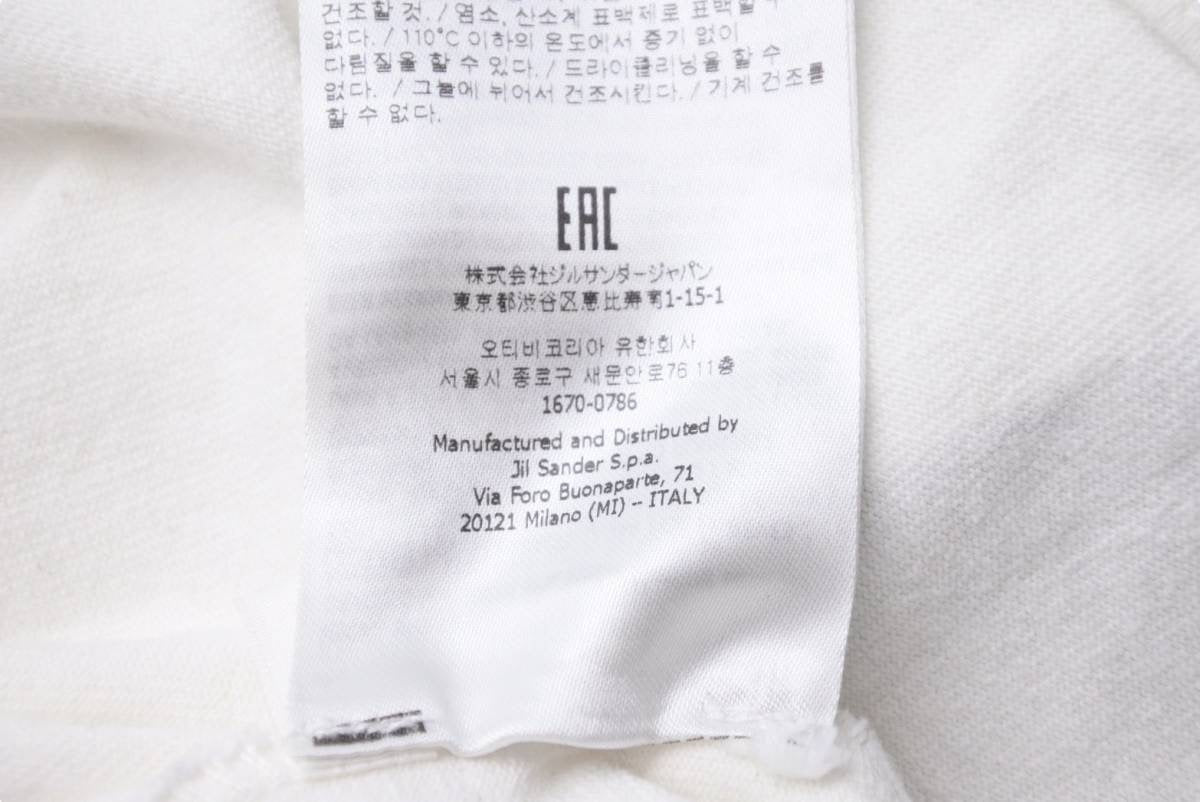 건조할 것. / 염소, 산소계 표백제로 표백할 수
없다. / 110°C 이하의 온도에서 증기 없이
다림질을 할 수 있다. / 드라이클리닝을 할 수
없다. / 그늘에 뉘어서 건조시킨다. / 기계 건조를
할 수 없다.
EAC
株式会社ジルサンダージャパン
東京都渋谷区恵比寿南1-15-1
오티비코리아 유한회사
서울시 종로구 새문안로76 11층
1670-0786
Manufactured and Distributed by
Jil Sander S.p.a.
Via Foro Buonaparte, 71
20121 Milano (MI) – ITALY